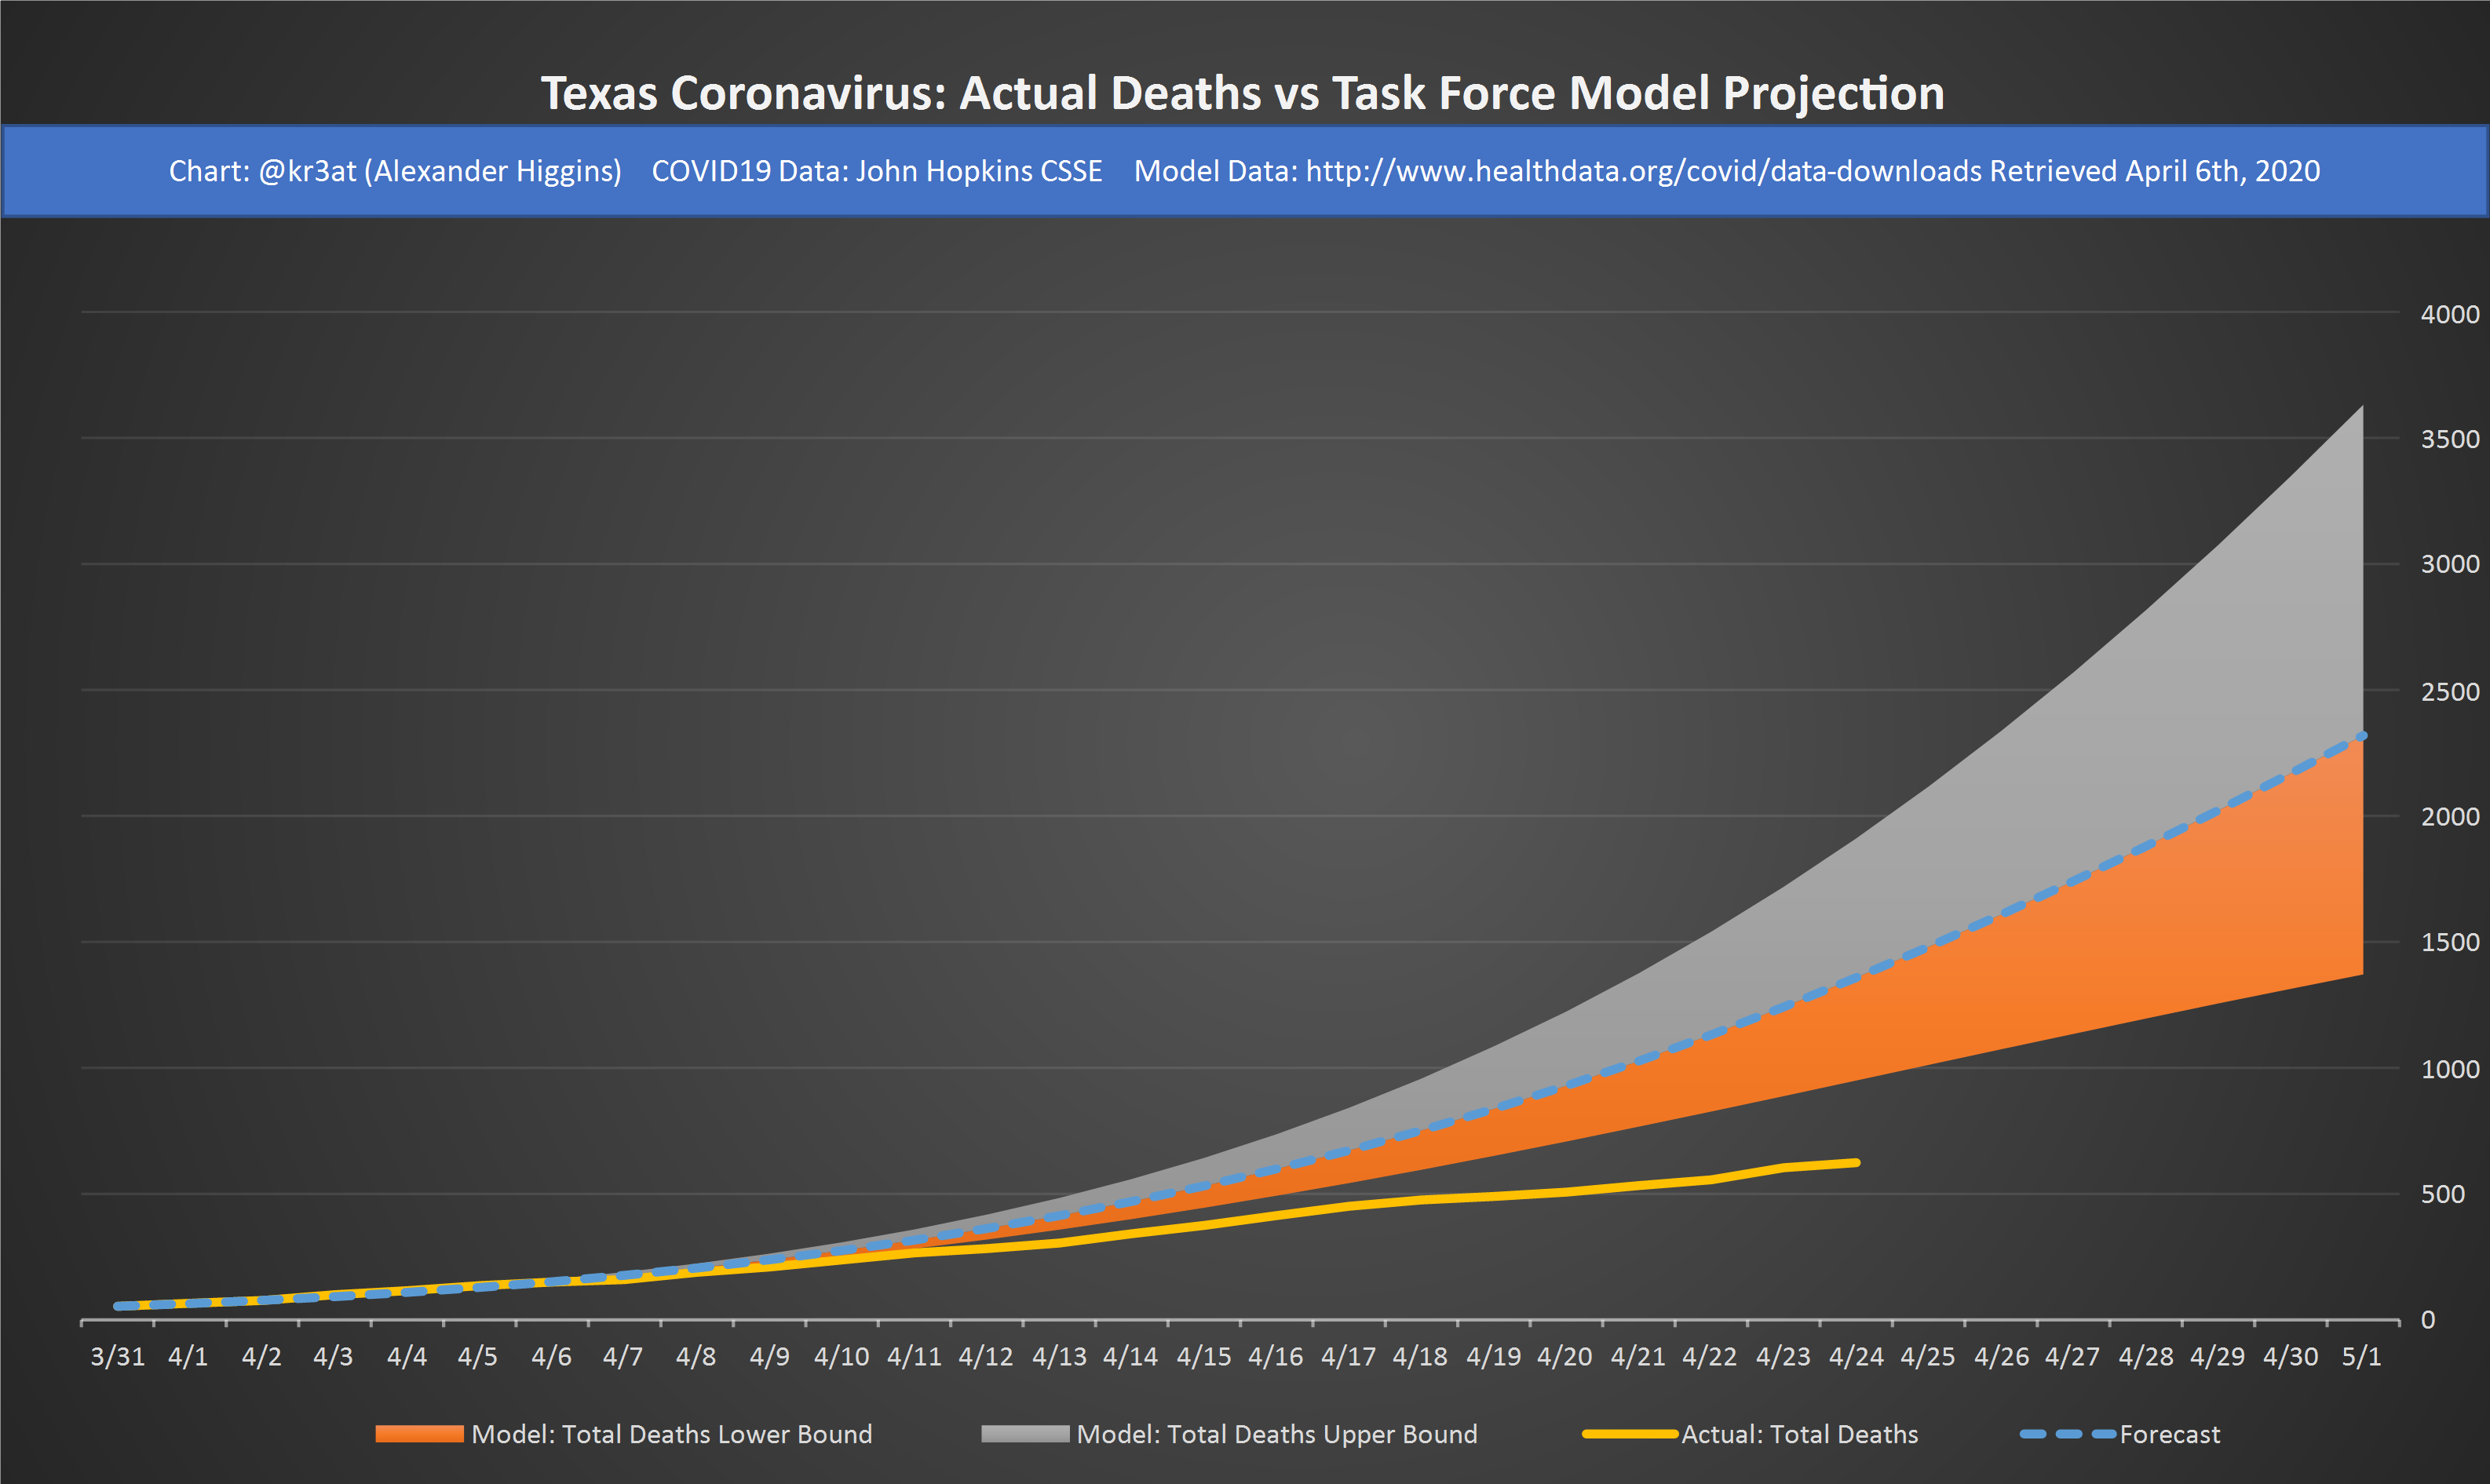 Texas Coronavirus: Actual Deaths vs Task Force Model Projection
Chart: @kr3at (Alexander Higgins) COVID19 Data: John Hopkins CSSE Model Data: http://www.healthdata.org/covid/data-downloads Retrieved April 6th, 2020
4000
3500
3000
2500
2000
1500
1000
500
0
3/31 4/1 4/2 4/3 4/4 4/5 4/6 4/7 4/8 4/9 4/10 4/11 4/12 4/13 4/14 4/15 4/16 4/17 4/18 4/19 4/20 4/21 4/22 4/23 4/24 4/25 4/26 4/27 4/28 4/29 4/30 5/1
Model: Total Deaths Lower Bound Model: Total Deaths Upper Bound Actual: Total Deaths Forecast